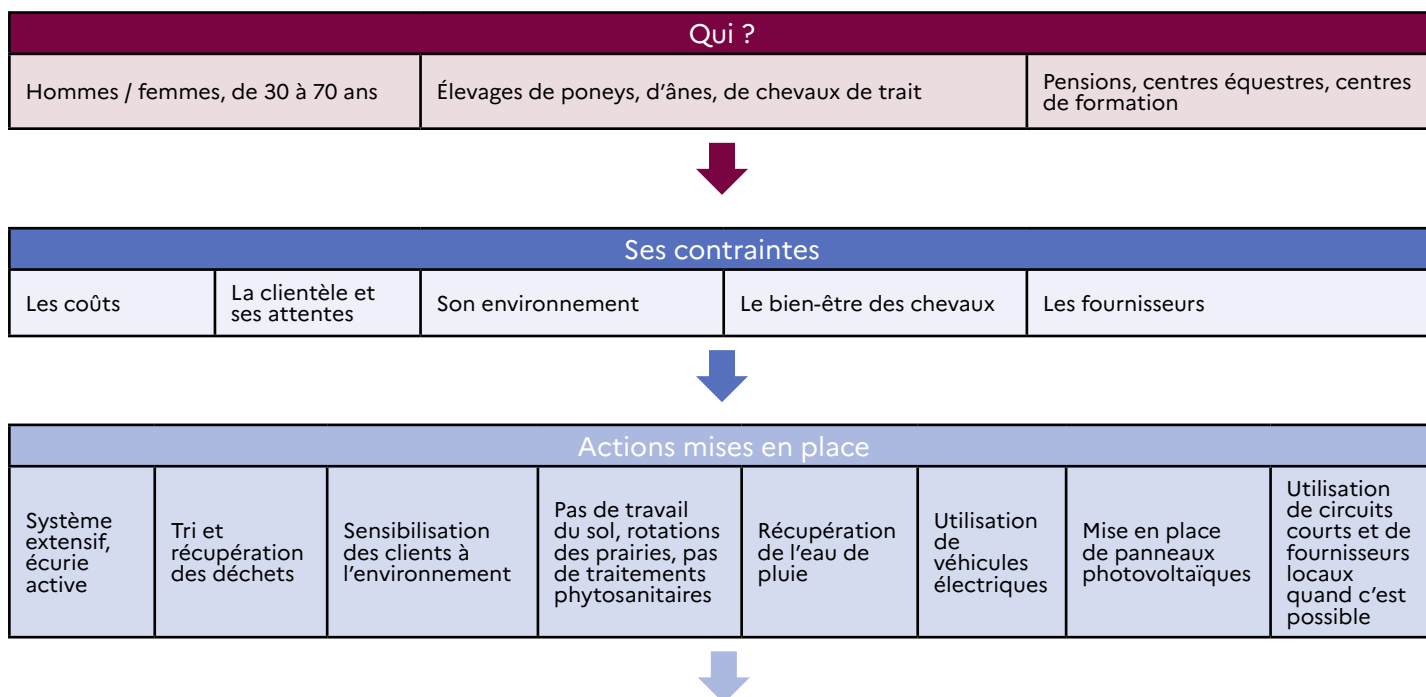 Qui ?
Hommes / femmes, de 30 à 70 ans
Élevages de poneys, d'ânes, de chevaux de trait
Pensions, centres équestres, centres
de formation
Ses contraintes
Les coûts
La clientèle et
ses attentes
Son environnement
Le bien-être des chevaux
Les fournisseurs
Actions mises en place
Système
extensif,
écurie
active
Tri et
récupération
des déchets
Sensibilisation
des clients à
l'environnement
Pas de travail
du sol, rotations
des prairies, pas
de traitements
phytosanitaires
Récupération
de l'eau de
pluie
Utilisation
de
véhicules
électriques
Mise en place
de panneaux
photovoltaïques
Utilisation
de circuits
courts et de
fournisseurs
locaux
quand c'est
possible